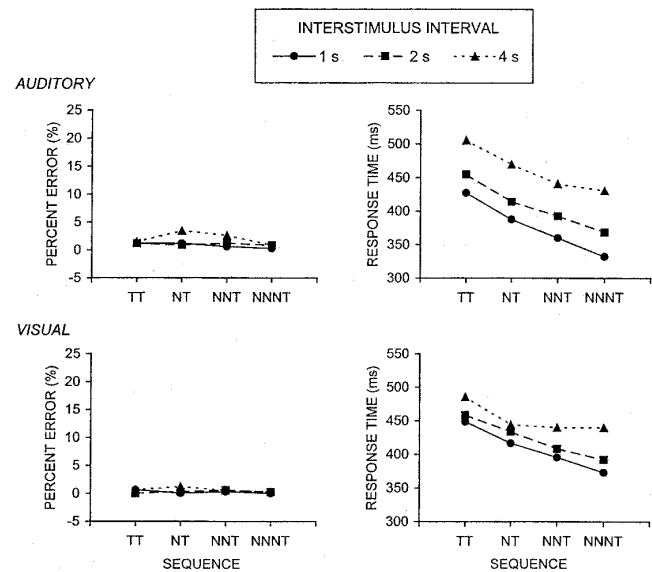 INTERSTIMULUS INTERVAL
1 s 2 s 4 s
AUDITORY
PERCENT ERROR (%)
25
20
15
10
5
0
-5
TT NT NNT NNNT
RESPONSE TIME (ms)
550
500
450
400
350
300
TT NT NNT NNNT
VISUAL
PERCENT ERROR (%)
25
20
15
10
5
0
-5
TT NT NNT NNNT
SEQUENCE
RESPONSE TIME (ms)
550
500
450
400
350
300
TT NT NNT NNNT
SEQUENCE